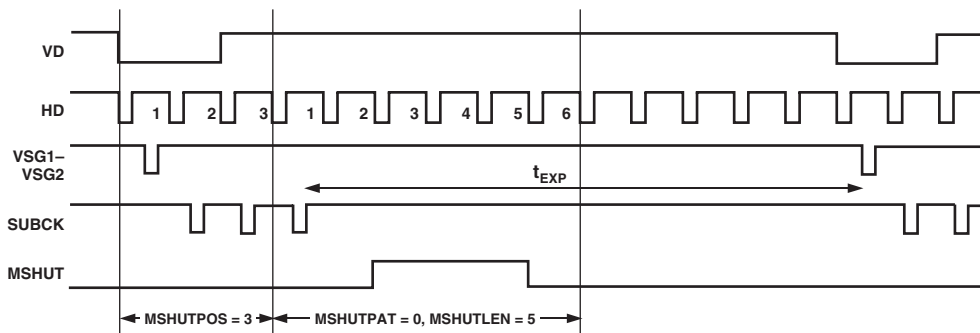 VD
HD
1 2 3 1 2 3 4 5 6
VSG1–
VSG2
tEXP
SUBCK
MSHUT
MSHUTPOS = 3
MSHUTPAT = 0, MSHUTLEN = 5